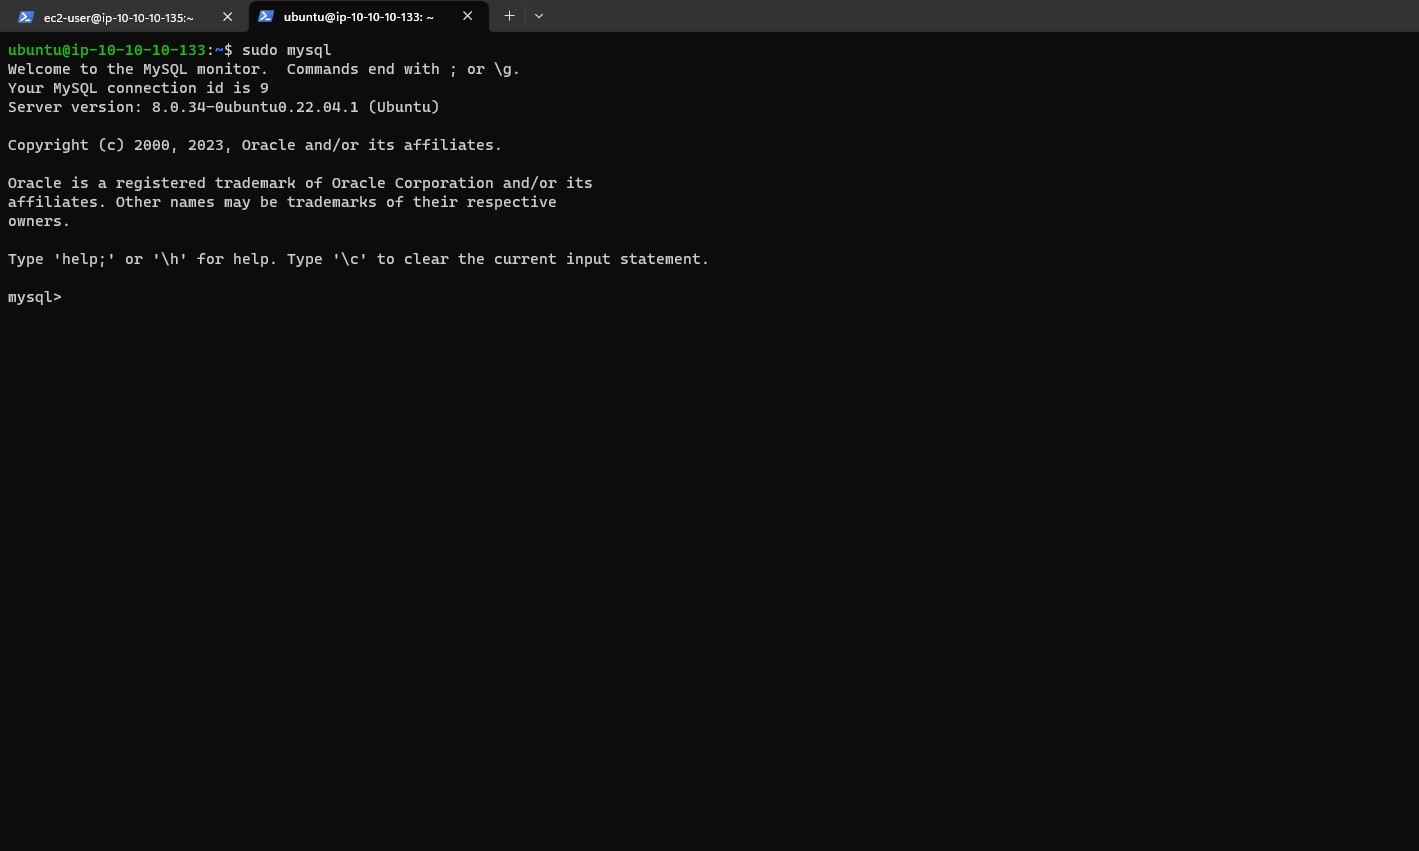 ec2-user@ip-10-10-10-135:~
ubuntu@ip-10-10-10-133: ~
ubuntu@ip-10-10-10-133:~$ sudo mysql
Welcome to the MySQL monitor.  Commands end with ; or \g.
Your MySQL connection id is 9
Server version: 8.0.34-0ubuntu0.22.04.1 (Ubuntu)
Copyright (c) 2000, 2023, Oracle and/or its affiliates.
Oracle is a registered trademark of Oracle Corporation and/or its
affiliates. Other names may be trademarks of their respective
owners.
Type 'help;' or '\h' for help. Type '\c' to clear the current input statement.
mysql>